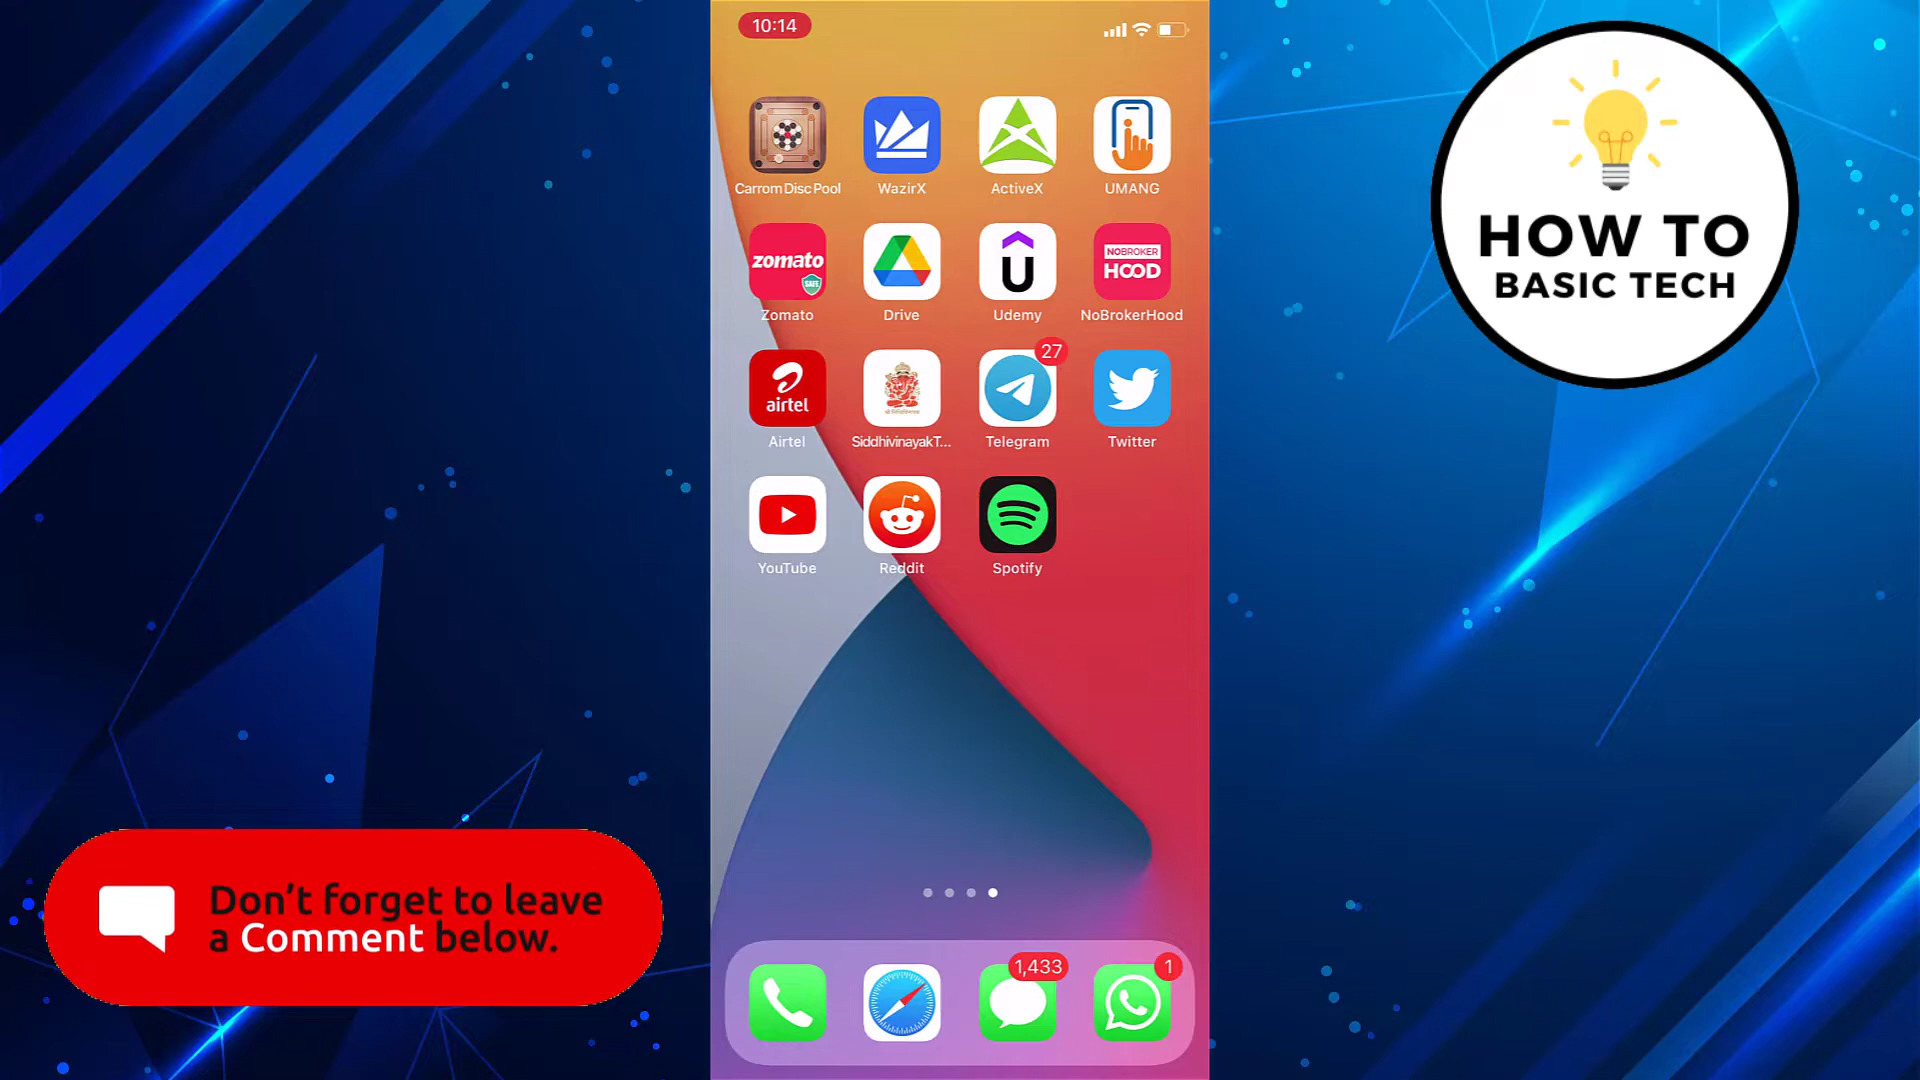 10:14
HOW TO
BASIC TECH
Carrom Disc Pool
WazirX
ActiveX
UMANG
zomato
SAFE
NOBROKER
HOOD
U
Zomato
Drive
Udemy
NoBrokerHood
airtel
27
Airtel
SiddhivinayakT...
Telegram
Twitter
YouTube
Reddit
Spotify
Don't forget to leave
a Comment below.
1,433
1